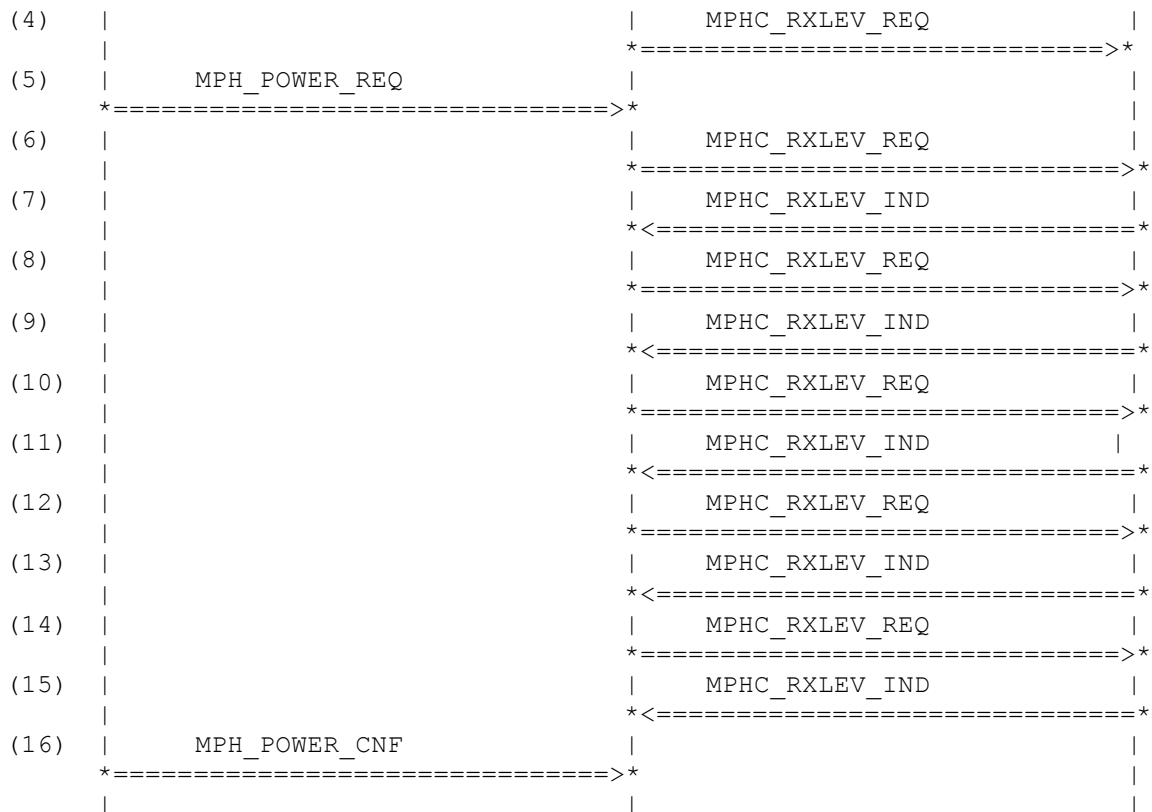 (4) | | MPHC_RXLEV_REQ |
| *=============================>*
(5) | MPH_POWER_REQ | |
*===============================>* |
(6) | | MPHC_RXLEV_REQ |
| *==============================>*
(7) | | MPHC_RXLEV_IND |
| *<==============================*
(8) | | MPHC_RXLEV_REQ |
| *==============================>*
(9) | | MPHC_RXLEV_IND |
| *<==============================*
(10) | | MPHC_RXLEV_REQ |
| *==============================>*
(11) | | MPHC_RXLEV_IND |
| *<==============================*
(12) | | MPHC_RXLEV_REQ |
| *==============================>*
(13) | | MPHC_RXLEV_IND |
| *<==============================*
(14) | | MPHC_RXLEV_REQ |
| *==============================>*
(15) | | MPHC_RXLEV_IND |
| *<==============================*
(16) | MPH_POWER_CNF | |
*===============================>* |
| | |